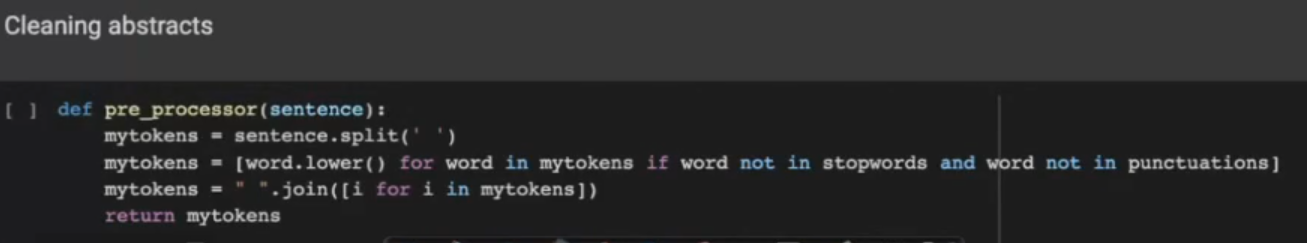 Cleaning abstracts
[ ] def pre_processor(sentence):
mytokens = sentence.split(' ')
mytokens = [word.lower() for word in mytokens if word not in stopwords and word not in punctuations]
mytokens = " ".join([i for i in mytokens])
return mytokens